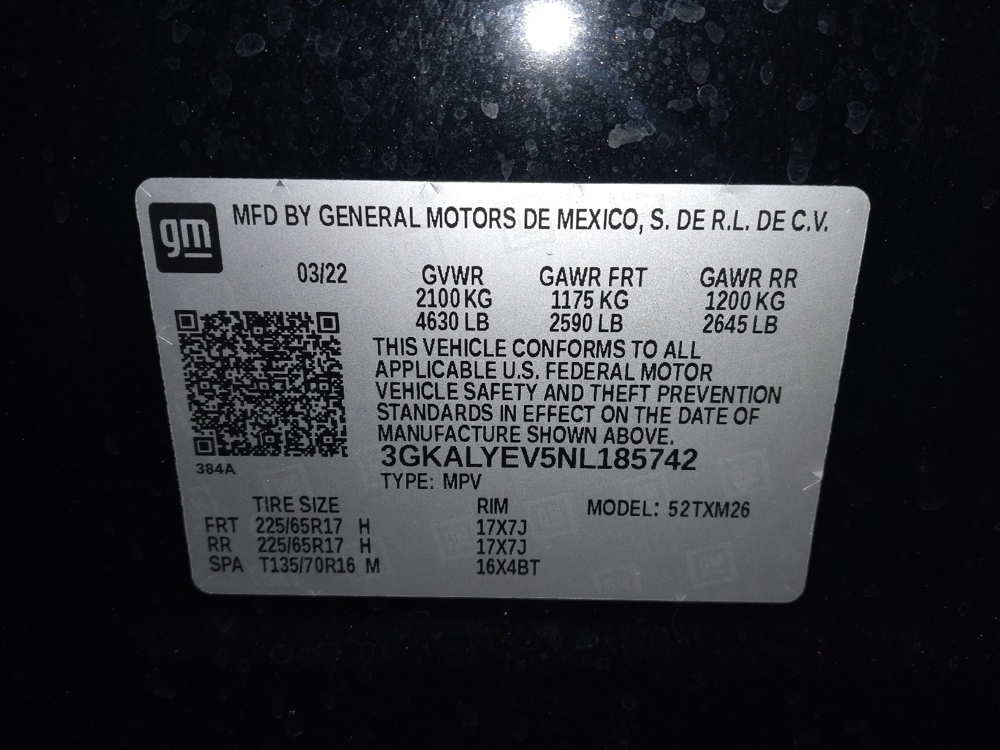 gm
MFD BY GENERAL MOTORS DE MEXICO, S. DE R.L. DE C.V.
03/22 GVWR GAWR FRT GAWR RR
2100 KG 1175 KG 1200 KG
4630 LB 2590 LB 2645 LB
THIS VEHICLE CONFORMS TO ALL
APPLICABLE U.S. FEDERAL MOTOR
VEHICLE SAFETY AND THEFT PREVENTION
STANDARDS IN EFFECT ON THE DATE OF
MANUFACTURE SHOWN ABOVE.
3GKALYEV5NL185742
384A
TYPE: MPV
TIRE SIZE RIM MODEL: 52TXM26
FRT 225/65R17 H 17X7J
RR 225/65R17 H 17X7J
SPA T135/70R16 M 16X4BT